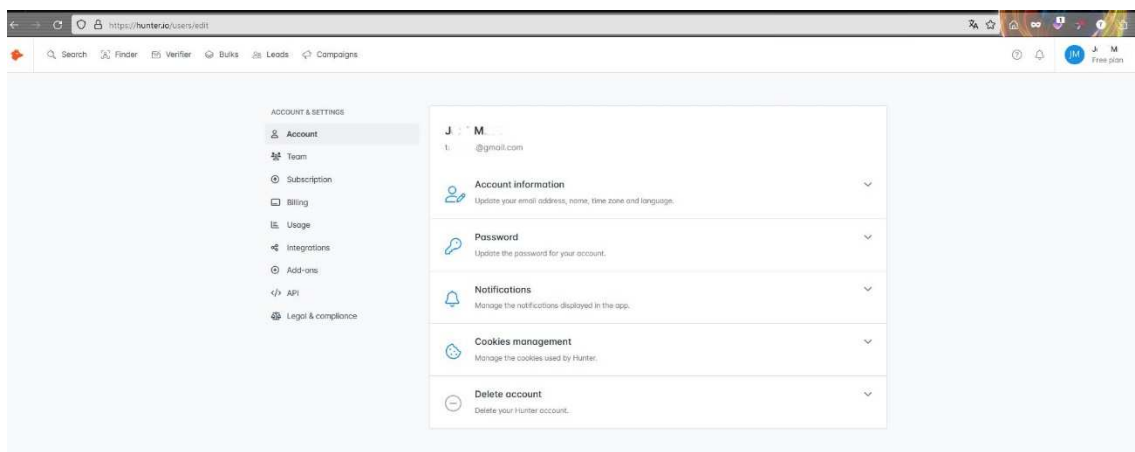 https://hunter.io/users/edit
Search Finder Verifier Bulks Leads Campaigns
JM
J M
Free plan
ACCOUNT & SETTINGS
Account
Team
Subscription
Billing
Usage
Integrations
Add-ons
API
Legal & compliance
J M
@gmail.com
Account information
Update your email address, name, time zone and language.
Password
Update the password for your account.
Notifications
Manage the notifications displayed in the app.
Cookies management
Manage the cookies used by Hunter.
Delete account
Delete your Hunter account.